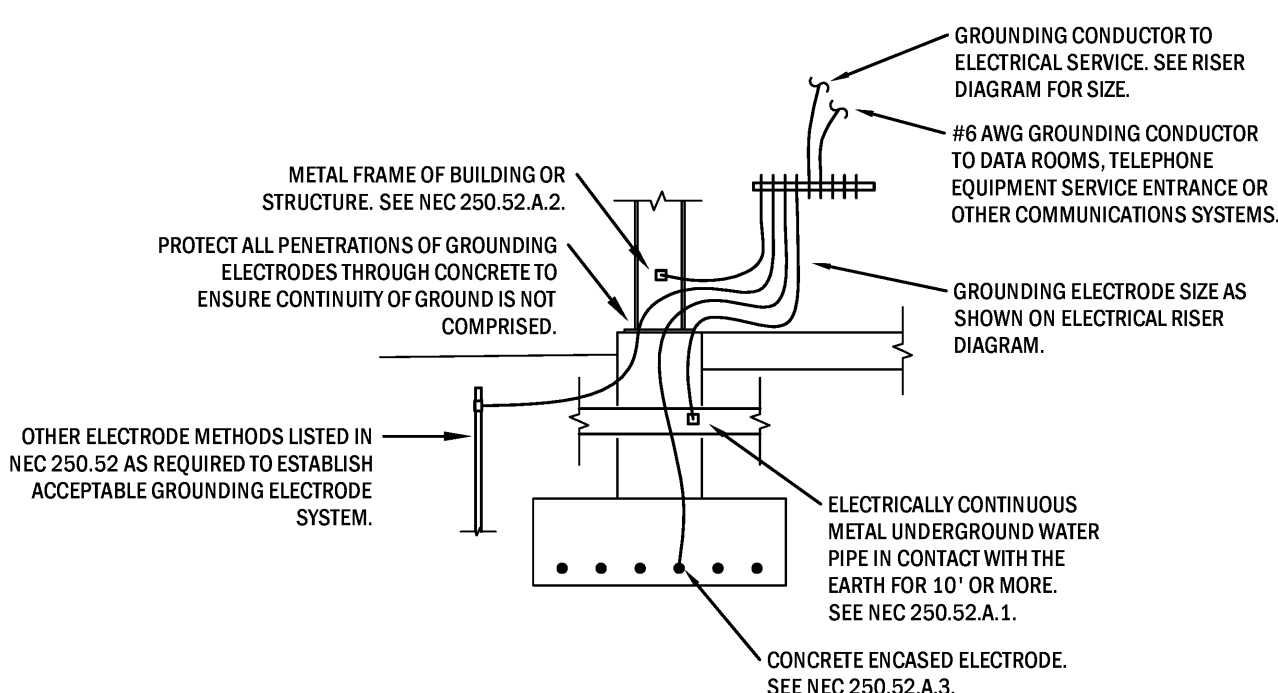 GROUNDING CONDUCTOR TO
ELECTRICAL SERVICE. SEE RISER
DIAGRAM FOR SIZE.
#6 AWG GROUNDING CONDUCTOR
TO DATA ROOMS, TELEPHONE
EQUIPMENT SERVICE ENTRANCE OR
OTHER COMMUNICATIONS SYSTEMS.
METAL FRAME OF BUILDING OR
STRUCTURE. SEE NEC 250.52.A.2.
PROTECT ALL PENETRATIONS OF GROUNDING
ELECTRODES THROUGH CONCRETE TO
ENSURE CONTINUITY OF GROUND IS NOT
COMPRISED.
GROUNDING ELECTRODE SIZE AS
SHOWN ON ELECTRICAL RISER
DIAGRAM.
OTHER ELECTRODE METHODS LISTED IN
NEC 250.52 AS REQUIRED TO ESTABLISH
ACCEPTABLE GROUNDING ELECTRODE
SYSTEM.
ELECTRICALLY CONTINUOUS
METAL UNDERGROUND WATER
PIPE IN CONTACT WITH THE
EARTH FOR 10' OR MORE.
SEE NEC 250.52.A.1.
CONCRETE ENCASED ELECTRODE.
SEE NEC 250.52.A.3.